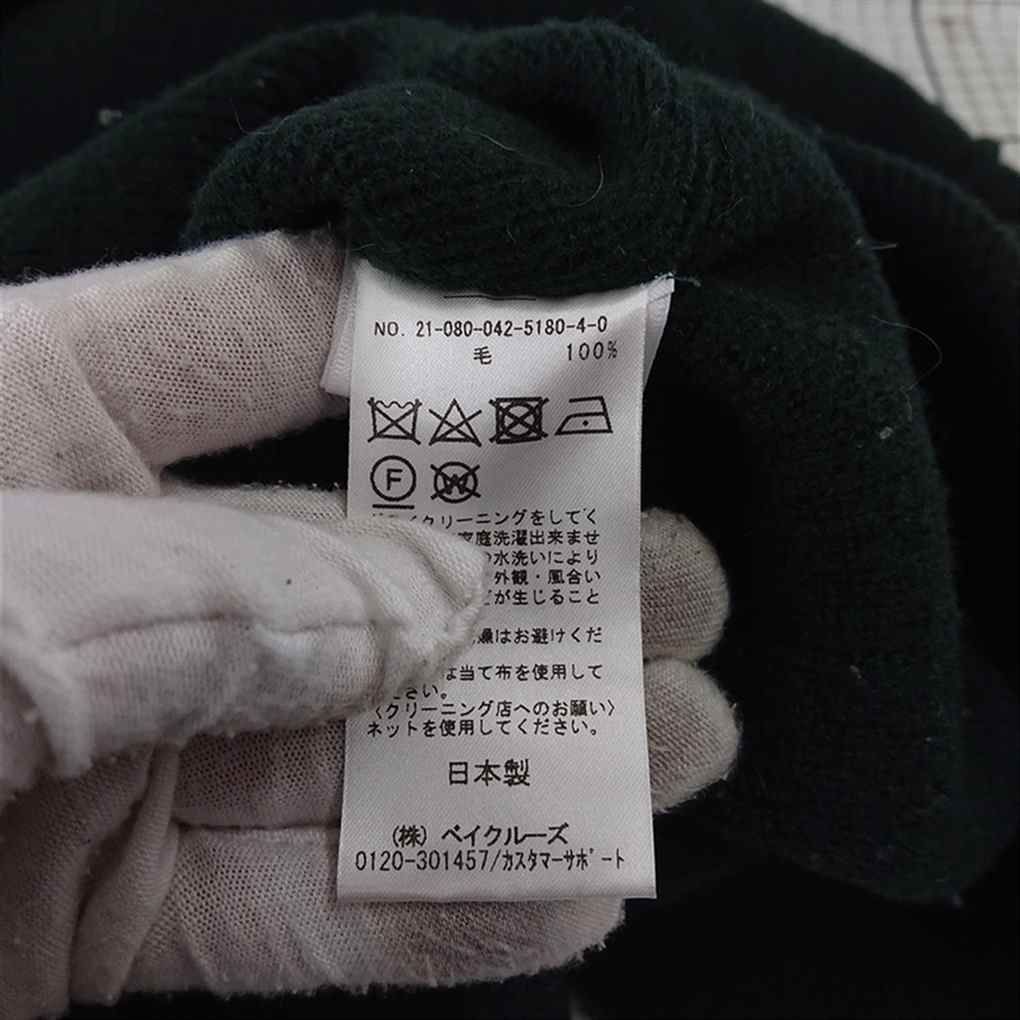 NO. 21-080-042-5180-4-0
毛 100%
F
W
クリーニングをしてく
家庭洗濯出来ませ
水洗いにより
外観・風合い
が生じること
はお避けくだ
は当て布を使用して
さい。
〈クリーニング店へのお願い〉
ネットを使用してください。
日本製
(株) ベイクルーズ
0120-301457/カスタマーサポート